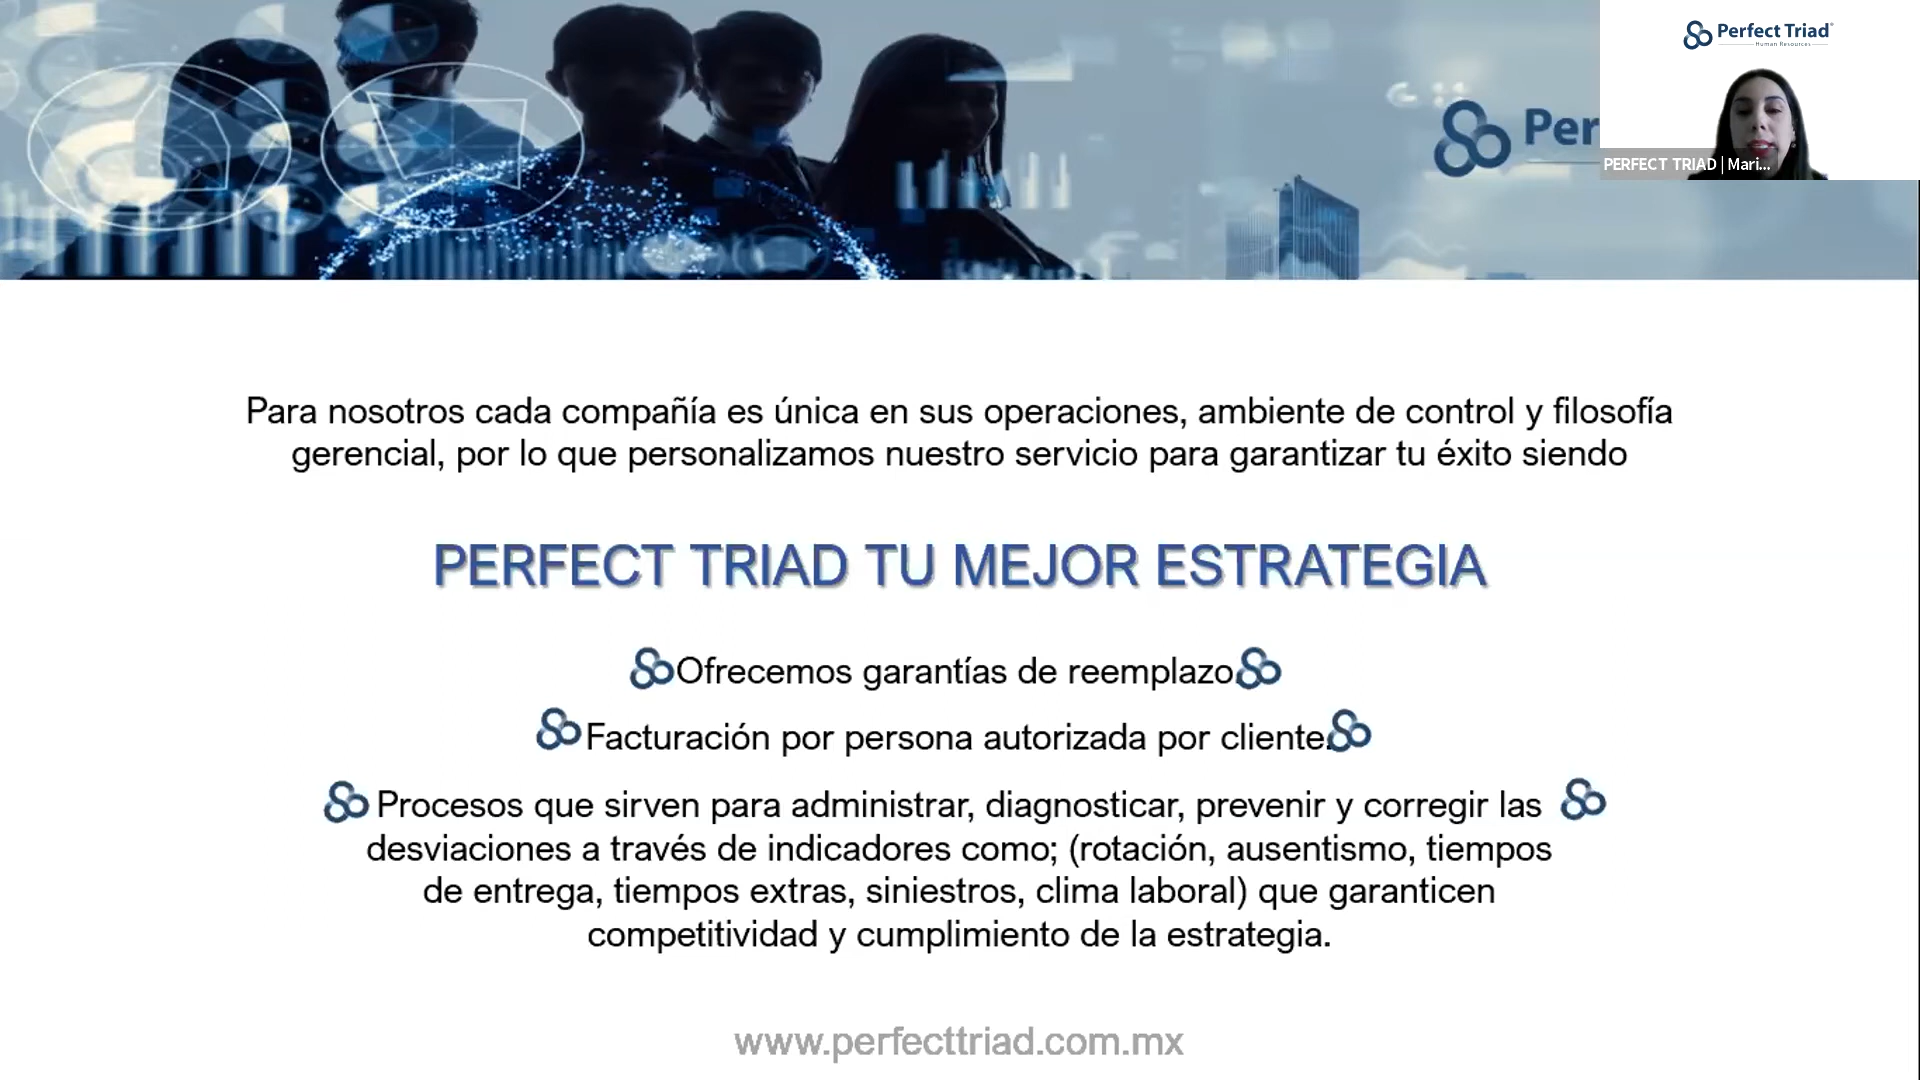 Perfect Triad
Human Resources
Per
PERFECT TRIAD | Mari...
Para nosotros cada compañía es única en sus operaciones, ambiente de control y filosofía
gerencial, por lo que personalizamos nuestro servicio para garantizar tu éxito siendo
PERFECT TRIAD TU MEJOR ESTRATEGIA
Ofrecemos garantías de reemplazo.
Facturación por persona autorizada por cliente.
Procesos que sirven para administrar, diagnosticar, prevenir y corregir las
desviaciones a través de indicadores como; (rotación, ausentismo, tiempos
de entrega, tiempos extras, siniestros, clima laboral) que garanticen
competitividad y cumplimiento de la estrategia.
www.perfecttriad.com.mx